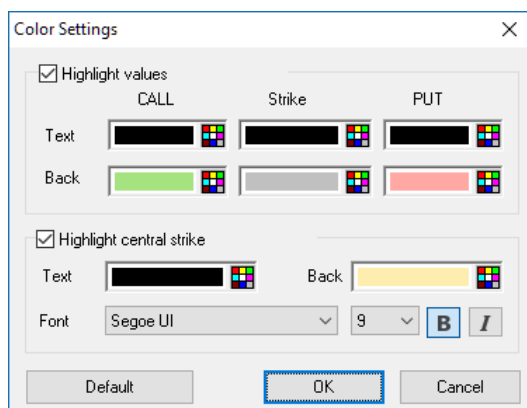 Color Settings
Highlight values
CALL Strike PUT
Text
Back
Highlight central strike
Text Back
Font Segoe UI 9 B I
Default OK Cancel